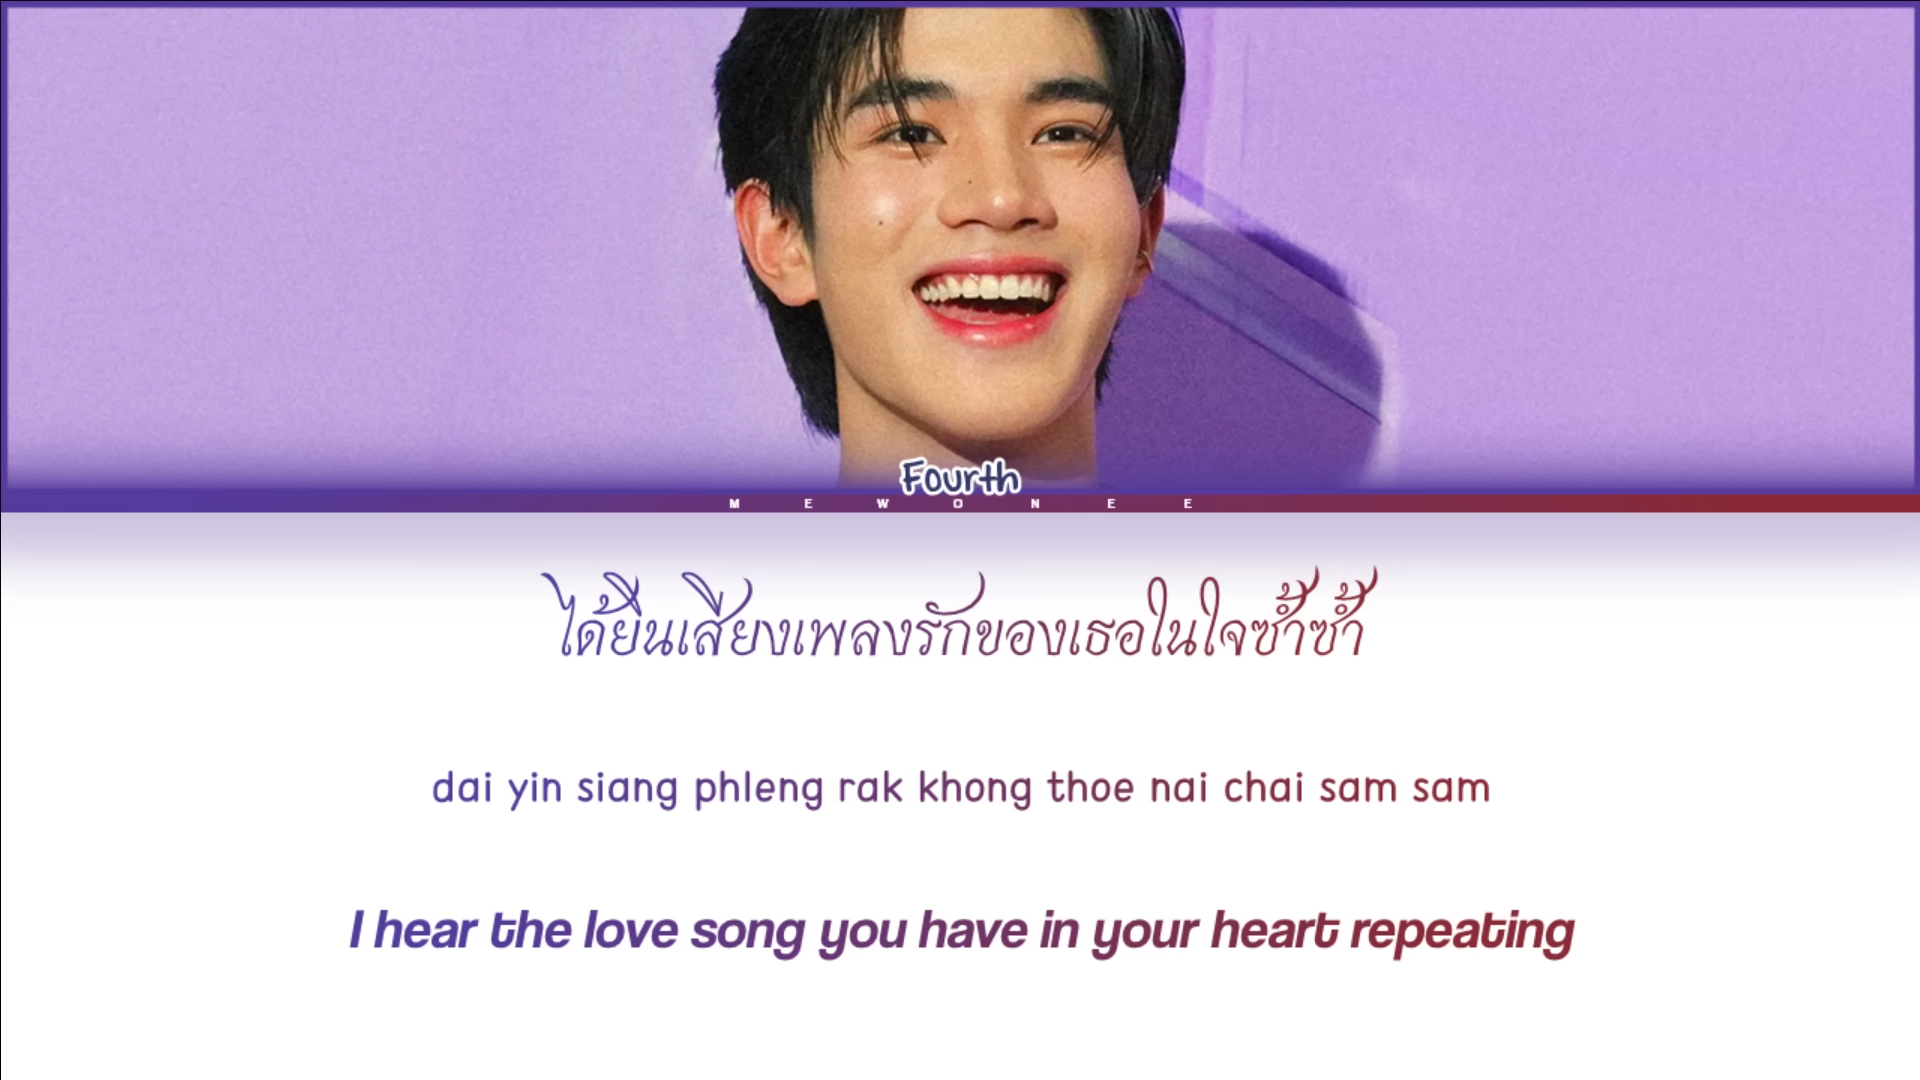 Fourth
MEWONEE
ได้ยินเสียงเพลงรักของเธอในใจซ้ำซ้ำ
dai yin siang phleng rak khong thoe nai chai sam sam
I hear the love song you have in your heart repeating